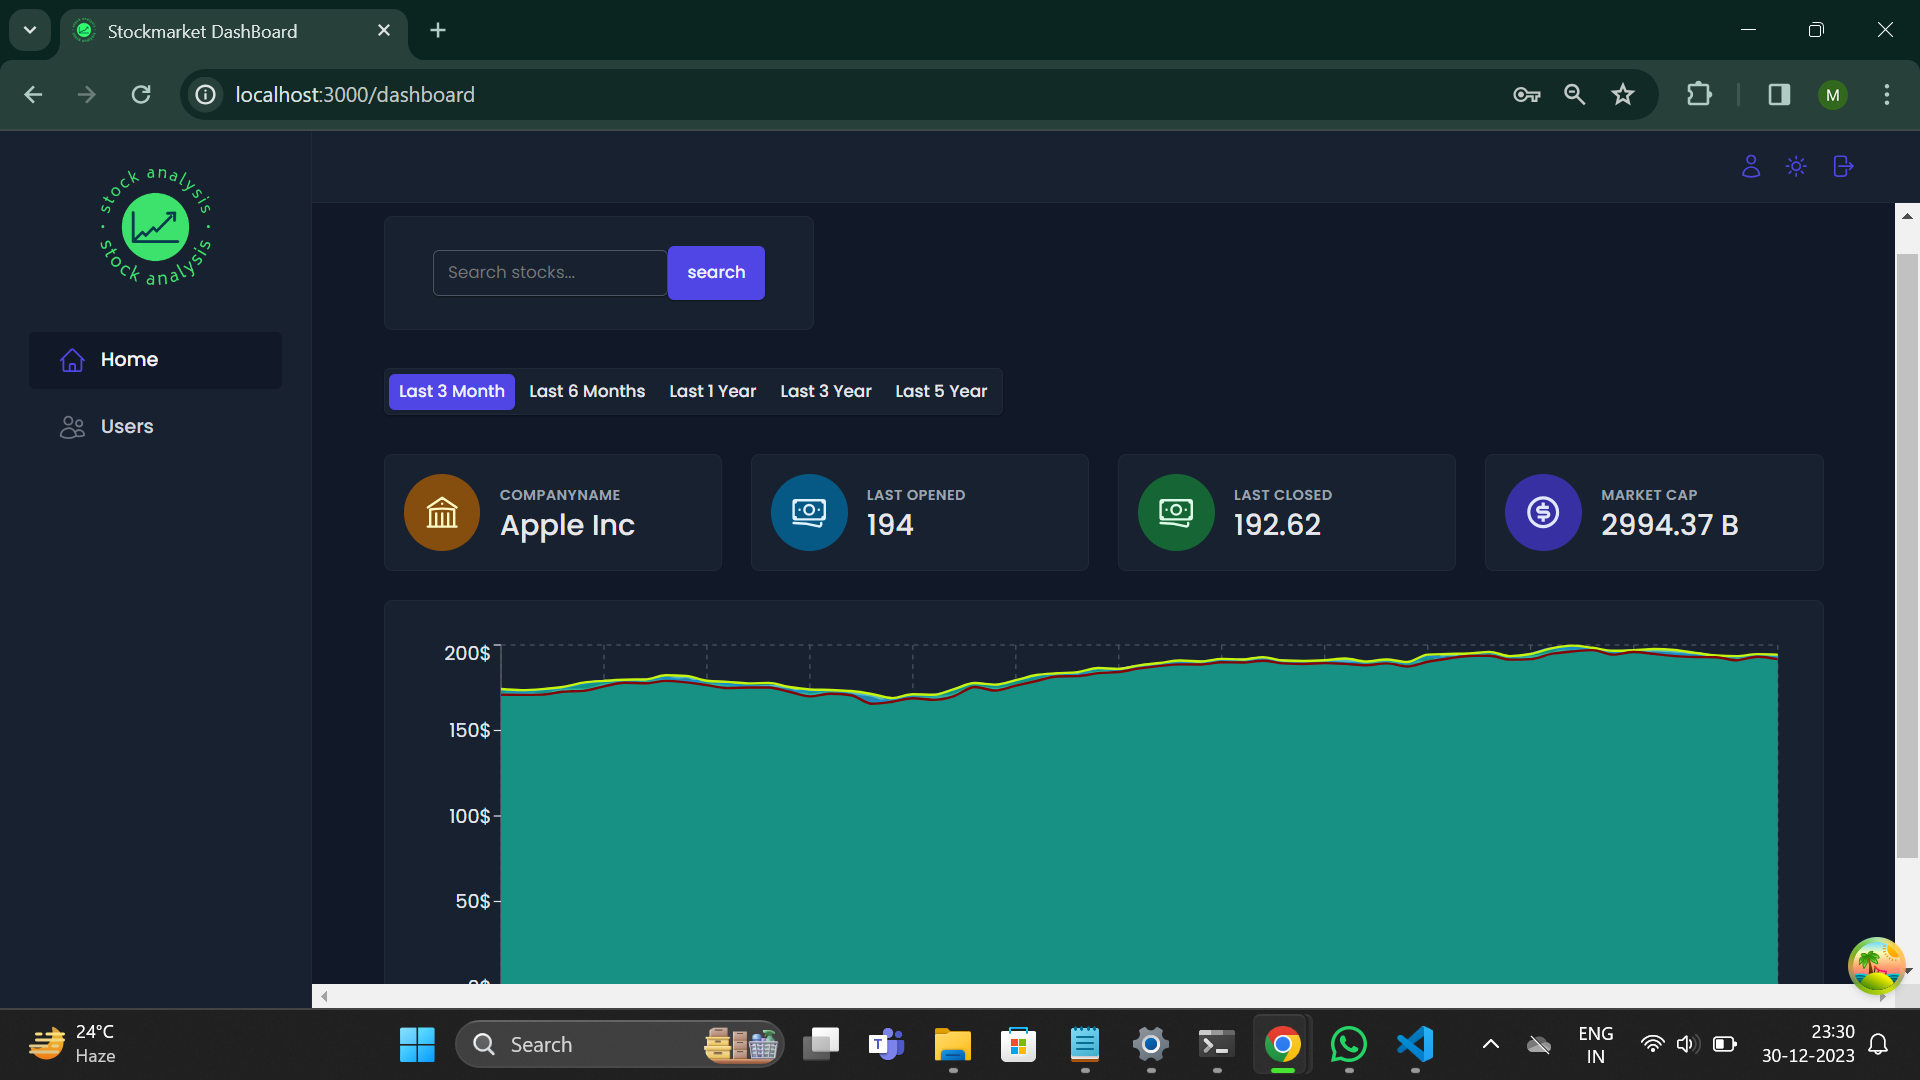 Stockmarket DashBoard
localhost:3000/dashboard
M
· stock analysis ·
stock analysis
Home
Users
Search stocks...
search
Last 3 Month
Last 6 Months
Last 1 Year
Last 3 Year
Last 5 Year
COMPANYNAME
Apple Inc
LAST OPENED
194
LAST CLOSED
192.62
MARKET CAP
2994.37 B
200$
150$
100$
50$
24°C
Haze
Search
T
ENG
IN
23:30
30-12-2023